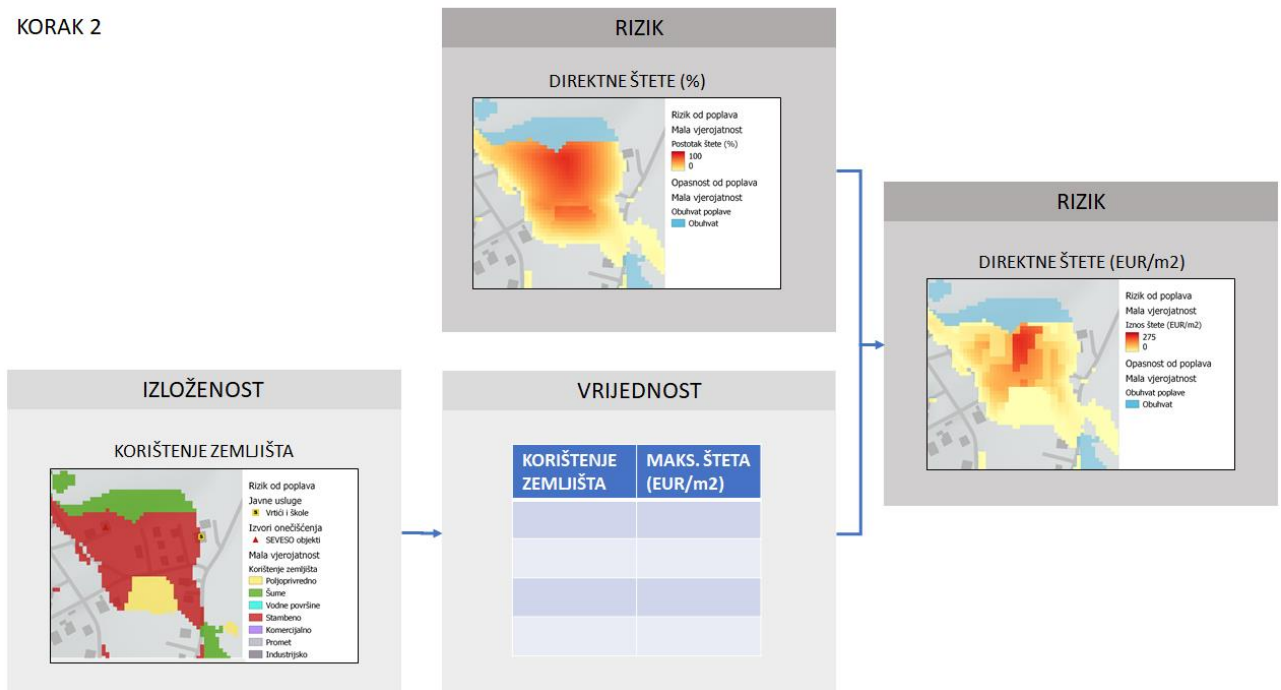 KORAK 2
RIZIK
DIREKTNE ŠTETE (%)
Rizik od poplava
Mala vjerojatnost
Postotak štete (%)
100
0
Opasnost od poplava
Mala vjerojatnost
Obuhvat poplave
Obuhvat
IZLOŽENOST
KORIŠTENJE ZEMLJIŠTA
Rizik od poplava
Javne usluge
Vrtići i škole
Izvori onečišćenja
SEVESO objekti
Mala vjerojatnost
Korištenje zemljišta
Poljoprivredno
Šume
Vodne površine
Stambeno
Komercijalno
Promet
Industrijsko
VRIJEDNOST
KORIŠTENJE
ZEMLJIŠTA
MAKS. ŠTETA
(EUR/m2)
RIZIK
DIREKTNE ŠTETE (EUR/m2)
Rizik od poplava
Mala vjerojatnost
Iznos štete (EUR/m2)
275
0
Opasnost od poplava
Mala vjerojatnost
Obuhvat poplave
Obuhvat